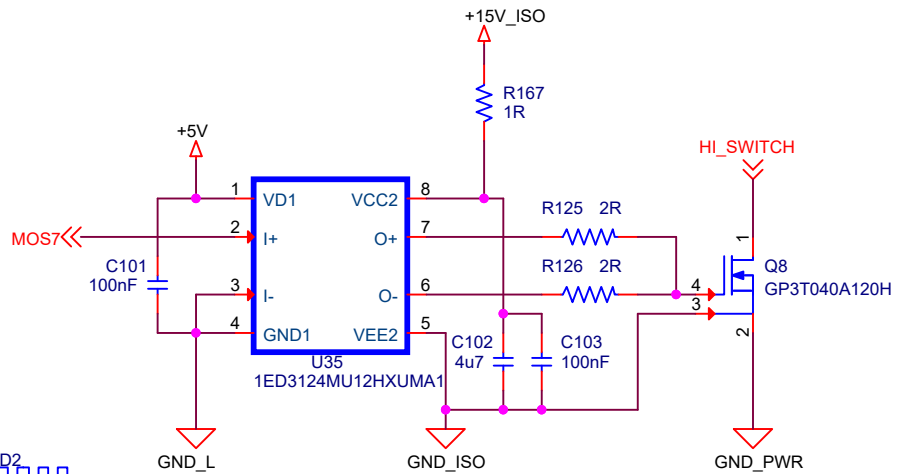 +15V_ISO
R167
1R
+5V
HI_SWITCH
1 VD1 VCC2 8
R125 2R
MOS7 2 I+ O+ 7
1
C101
100nF
R126 2R
Q8
GP3T040A120H
3 I- O- 6
4
3
4 GND1 VEE2 5
C102
4u7
C103
100nF
2
U35
1ED3124MU12HXUMA1
D2
GND_L
GND_ISO
GND_PWR